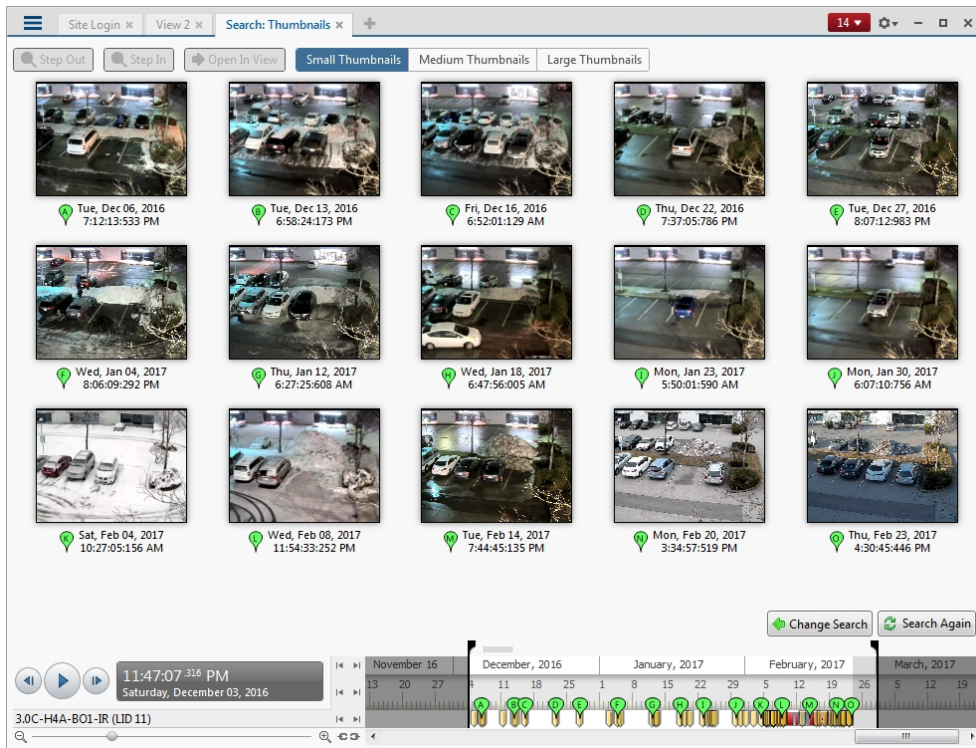 Site Login × View 2 × Search: Thumbnails × 14
Step Out Step In Open In View Small Thumbnails Medium Thumbnails Large Thumbnails
A Tue, Dec 06, 2016
7:12:13:533 PM
B Tue, Dec 13, 2016
6:58:24:173 PM
C Fri, Dec 16, 2016
6:52:01:129 AM
D Thu, Dec 22, 2016
7:37:05:786 PM
E Tue, Dec 27, 2016
8:07:12:983 PM
F Wed, Jan 04, 2017
8:06:09:292 PM
G Thu, Jan 12, 2017
6:27:25:608 AM
H Wed, Jan 18, 2017
6:47:56:005 AM
I Mon, Jan 23, 2017
5:50:01:590 AM
J Mon, Jan 30, 2017
6:07:10:756 AM
K Sat, Feb 04, 2017
10:27:05:156 AM
L Wed, Feb 08, 2017
11:54:33:252 PM
M Tue, Feb 14, 2017
7:44:45:135 PM
N Mon, Feb 20, 2017
3:34:57:519 PM
O Thu, Feb 23, 2017
4:30:45:446 PM
Change Search Search Again
11:47:07.316 PM
Saturday, December 03, 2016
November 16 December, 2016 January, 2017 February, 2017 March, 2017
13 20 27 4 11 18 25 1 8 15 22 29 5 12 19 26 5 12 19
A B C D E F G H I J K L M N O
3.0C-H4A-BO1-IR (LID 11)